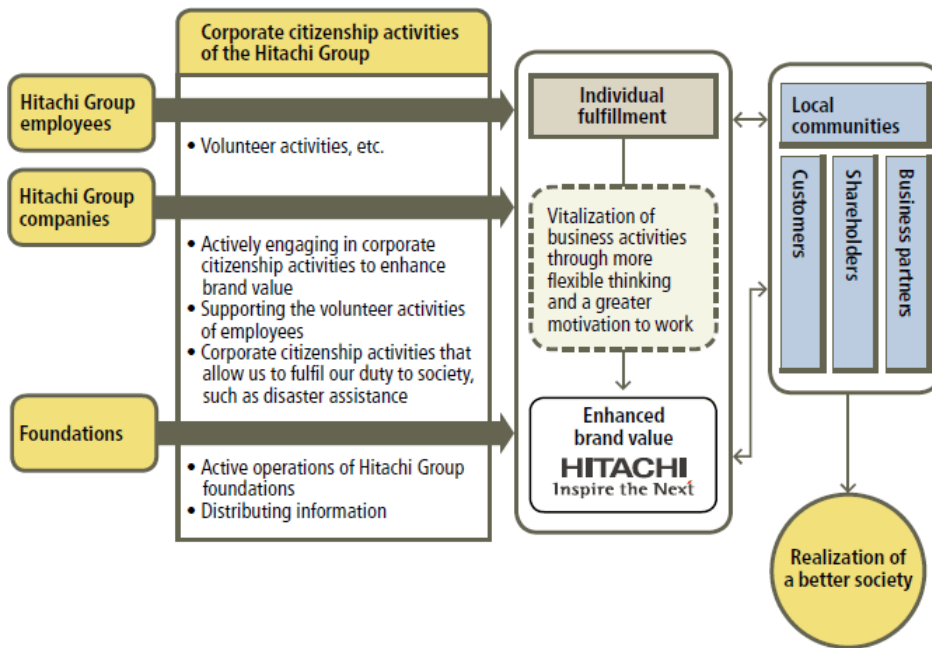 Corporate citizenship activities
of the Hitachi Group
Hitachi Group
employees
• Volunteer activities, etc.
Hitachi Group
companies
• Actively engaging in corporate
citizenship activities to enhance
brand value
• Supporting the volunteer activities
of employees
• Corporate citizenship activities that
allow us to fulfil our duty to society,
such as disaster assistance
Foundations
• Active operations of Hitachi Group
foundations
• Distributing information
Individual
fulfillment
Vitalization of
business activities
through more
flexible thinking
and a greater
motivation to work
Enhanced
brand value
HITACHI
Inspire the Next
Local
communities
Customers
Shareholders
Business partners
Realization of
a better society